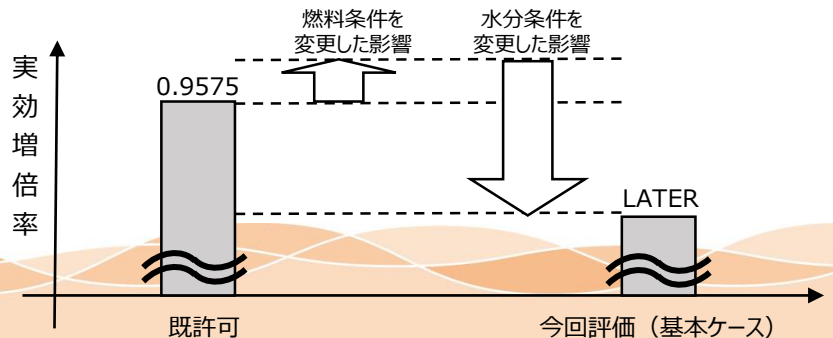 燃料条件を
変更した影響
水分条件を
変更した影響
実効増倍率
0.9575
LATER
既許可
今回評価（基本ケース）